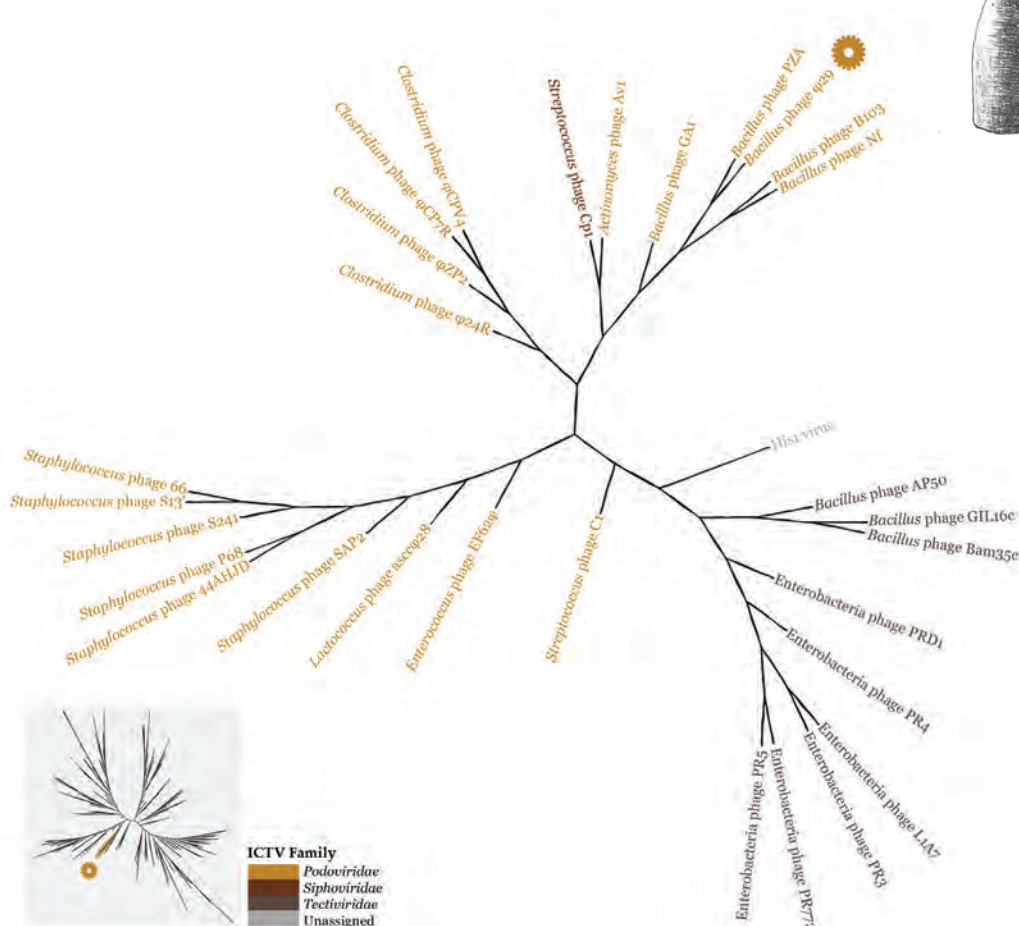 Clostridium phage φCPV4
Clostridium phage φCP7R
Clostridium phage φZP2
Clostridium phage φ24R
Streptococcus phage Cp1
Actinomyces phage Av1
Bacillus phage GA1
Bacillus phage PZA
Bacillus phage φ29
Bacillus phage B103
Bacillus phage Nf
His1 virus
Bacillus phage AP50
Bacillus phage GIL16c
Bacillus phage Bam35c
Enterobacteria phage PRD1
Enterobacteria phage PR4
Enterobacteria phage L1A7
Enterobacteria phage PR3
Enterobacteria phage PR772
Enterobacteria phage PR5
Streptococcus phage C1
Enterococcus phage EF62φ
Lactococcus phage asccφ28
Staphylococcus phage SAP2
Staphylococcus phage 44AHJD
Staphylococcus phage P68
Staphylococcus phage S241
Staphylococcus phage S13'
Staphylococcus phage 66
ICTV Family
Podoviridae
Siphoviridae
Tectiviridae
Unassigned